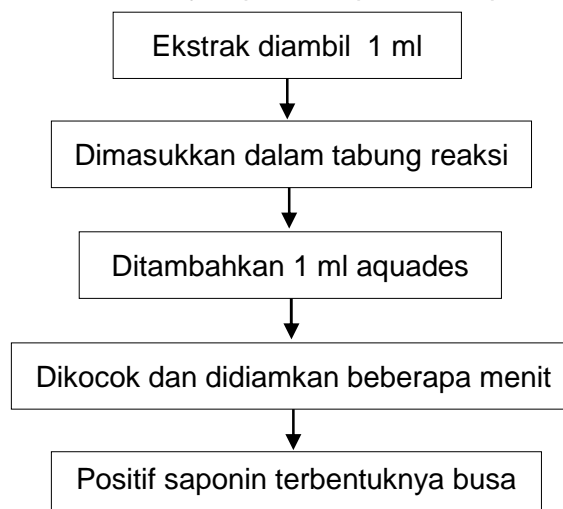 Ekstrak diambil 1 ml
Dimasukkan dalam tabung reaksi
Ditambahkan 1 ml aquades
Dikocok dan didiamkan beberapa menit
Positif saponin terbentuknya busa